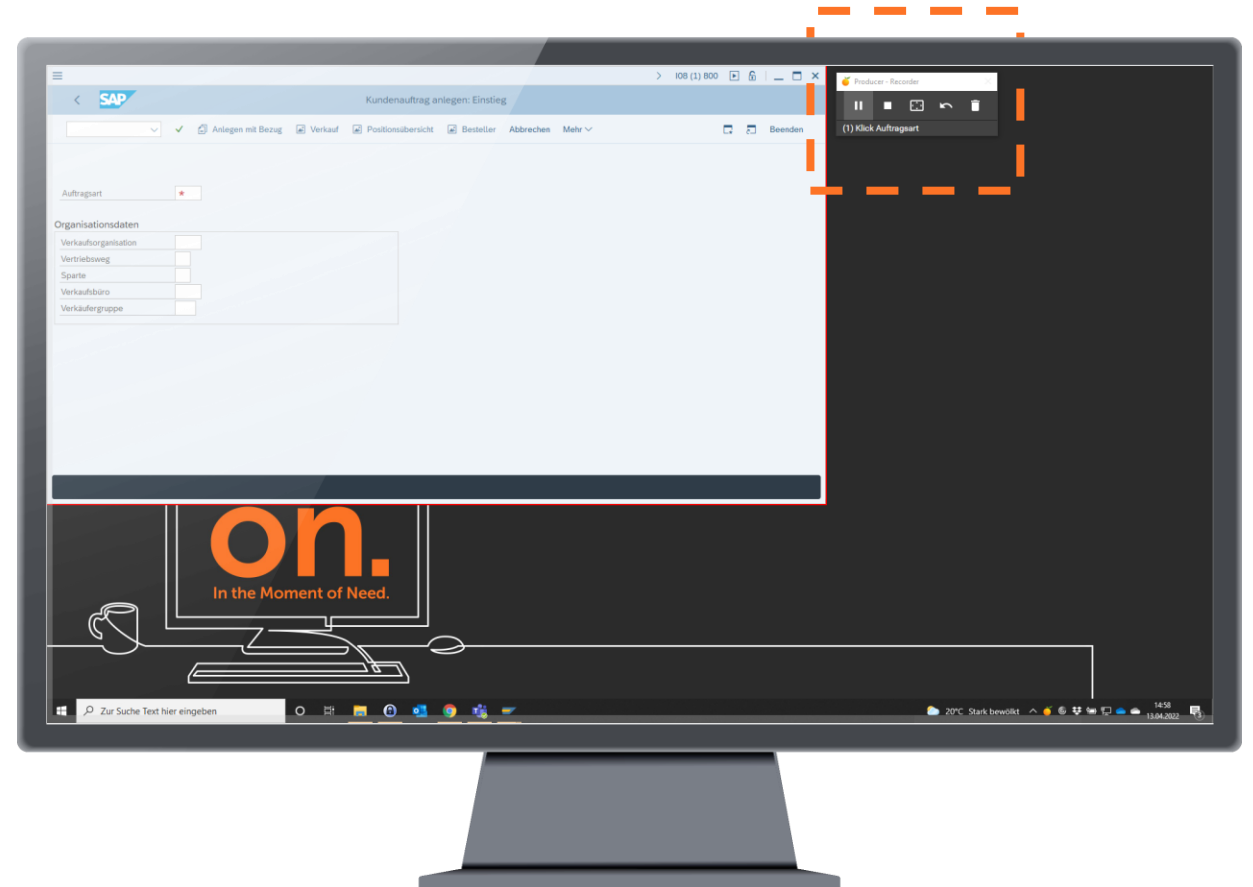 I08 (1) 800
SAP
Kundenauftrag anlegen: Einstieg
Anlegen mit Bezug Verkauf Positionsübersicht Besteller Abbrechen Mehr Beenden
Auftragsart *
Organisationsdaten
Verkaufsorganisation
Vertriebsweg
Sparte
Verkaufsbüro
Verkäufergruppe
Producer - Recorder
(1) Klick Auftragsart
on.
In the Moment of Need.
Zur Suche Text hier eingeben
20°C Stark bewölkt
14:58
13.04.2022